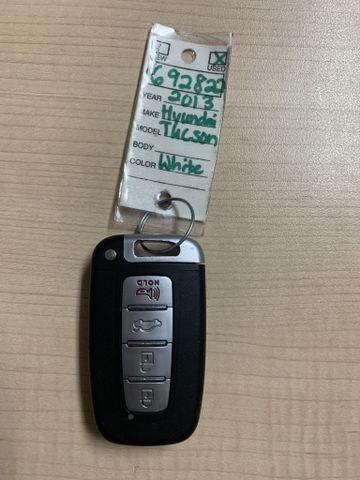 NEW USED
692822
YEAR 2013
MAKE Hyundai
MODEL Tucson
BODY
COLOR White
HOLD